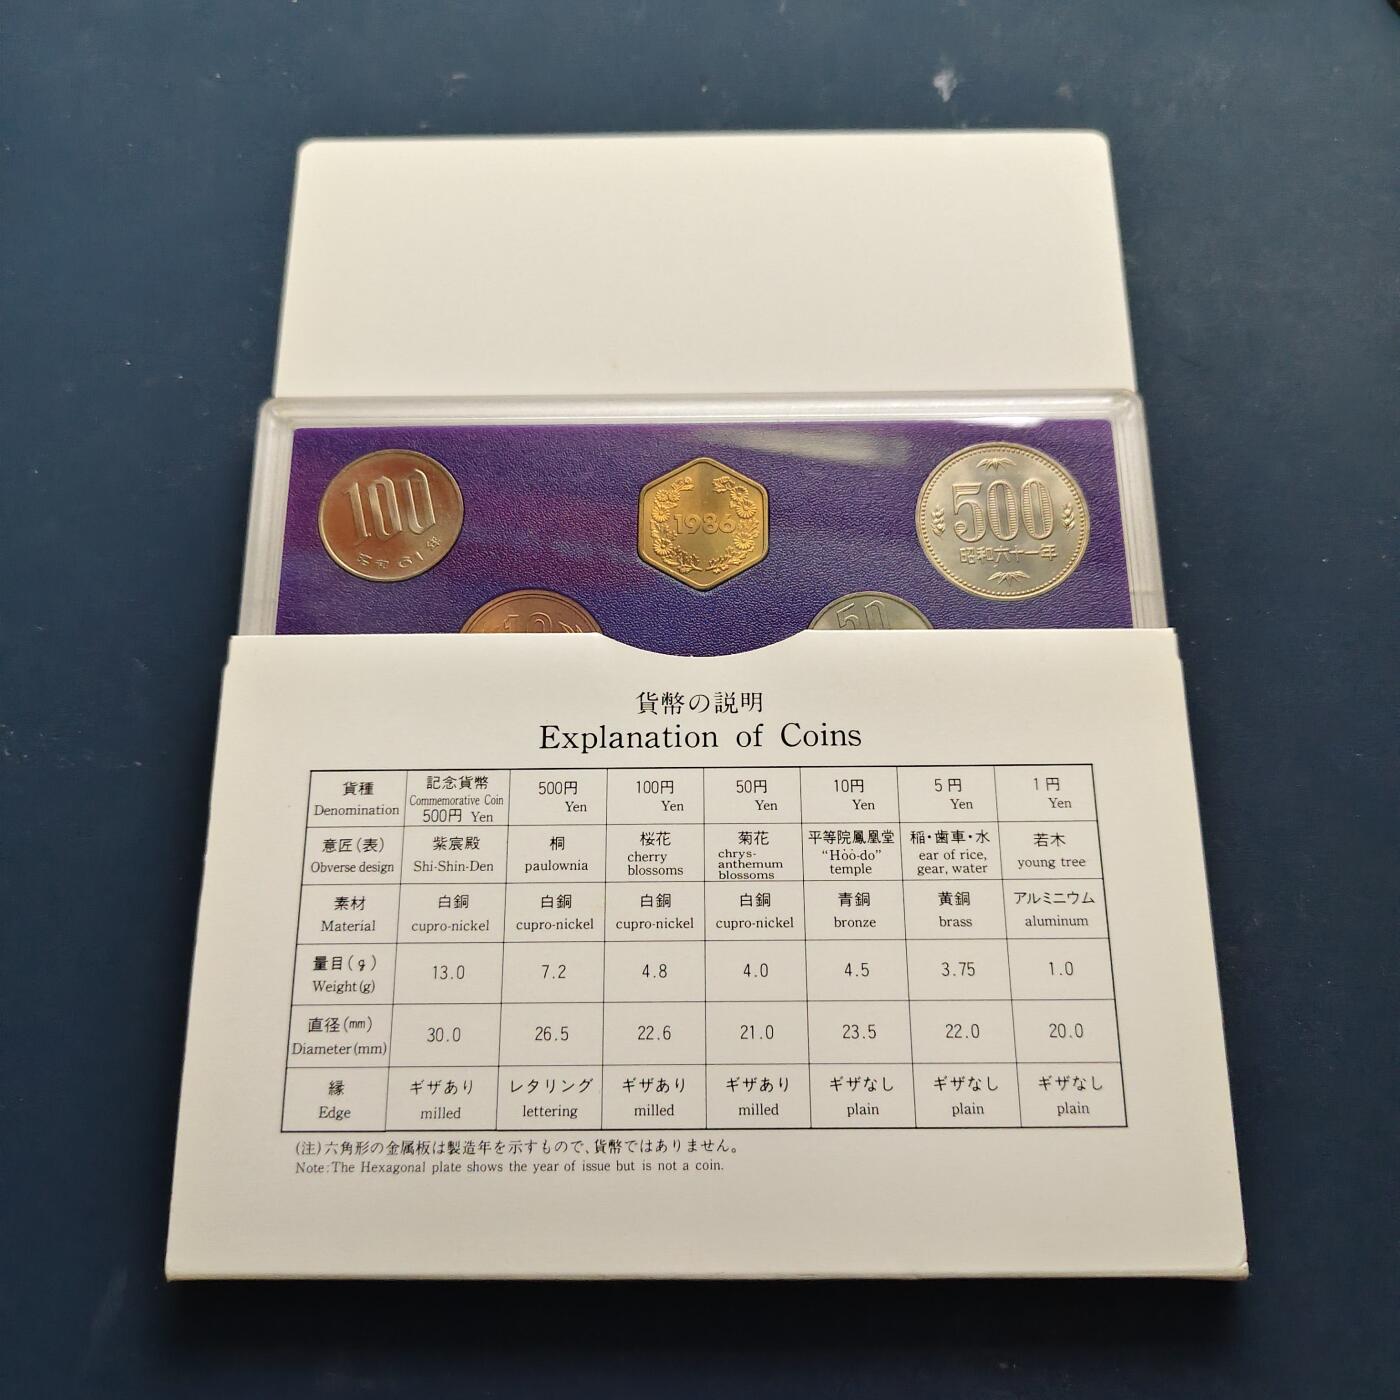 100
昭和61年
1986
500
昭和六十一年
10
50
貨幣の説明
Explanation of Coins
貨種 記念貨幣 500円 100円 50円 10円 5円 1円
Denomination Commemorative Coin Yen Yen Yen Yen Yen Yen
500円 Yen
意匠(表) 紫宸殿 桐 桜花 菊花 平等院鳳凰堂 稲・歯車・水 若木
Obverse design Shi-Shin-Den paulownia cherry blossoms chrys-anthemum blossoms “Hōō-do” temple ear of rice, gear, water young tree
素材 白銅 白銅 白銅 白銅 青銅 黄銅 アルミニウム
Material cupro-nickel cupro-nickel cupro-nickel cupro-nickel bronze brass aluminum
量目(g) 13.0 7.2 4.8 4.0 4.5 3.75 1.0
Weight(g)
直径(㎜) 30.0 26.5 22.6 21.0 23.5 22.0 20.0
Diameter(mm)
縁 ギザあり レタリング ギザあり ギザあり ギザなし ギザなし ギザなし
Edge milled lettering milled milled plain plain plain
(注)六角形の金属板は製造年を示すもので、貨幣ではありません。
Note:The Hexagonal plate shows the year of issue but is not a coin.